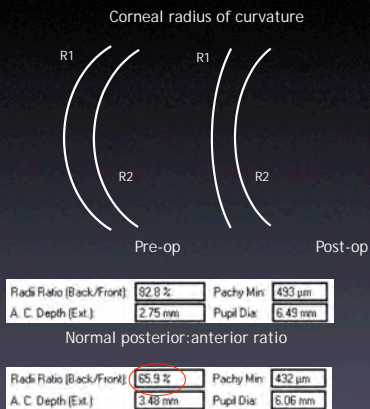 Corneal radius of curvature
R1 R1
R2 R2
Pre-op Post-op
Radii Ratio (Back/Front): 82.8 % Pachy Min: 493 µm
A. C. Depth (Ext.): 2.75 mm Pupil Dia: 6.49 mm
Normal posterior:anterior ratio
Radii Ratio (Back/Front): 65.9 % Pachy Min: 432 µm
A. C. Depth (Ext.): 3.48 mm Pupil Dia: 6.06 mm